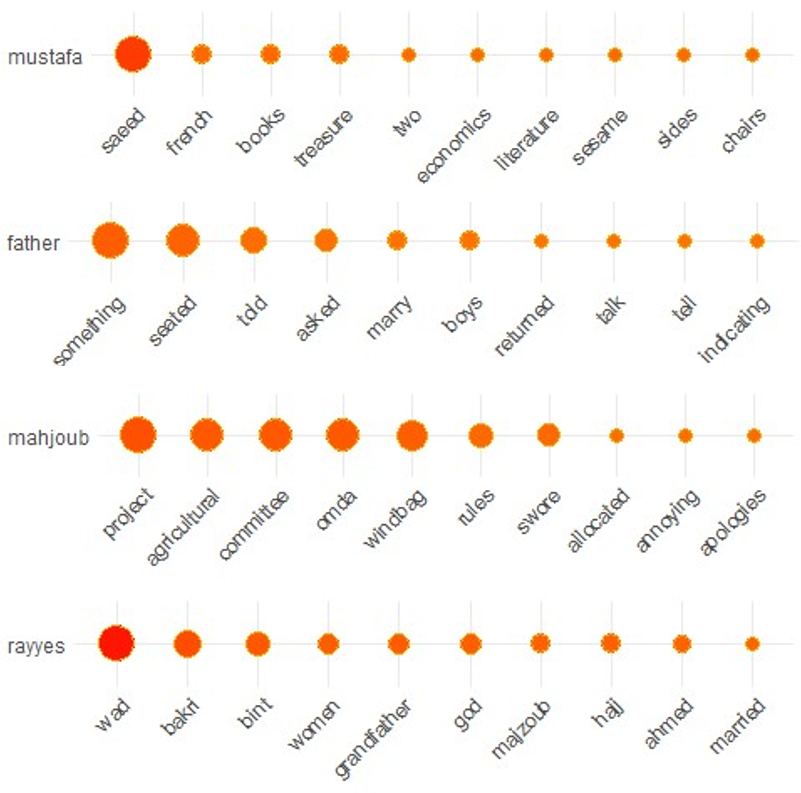 mustafa
saeed french books treasure two economics literature sesame sides chairs
father
something seated told asked marry boys returned talk tell indicating
mahjoub
project agricultural committee omda windbag rules swore allocated annoying apologies
rayyes
wad bakri bint women grandfather god majzoub hajj ahmed married